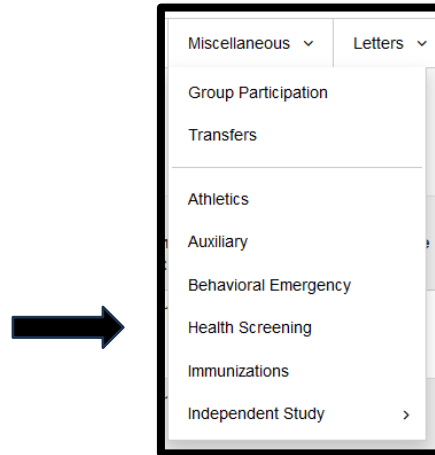 Miscellaneous Letters
Group Participation
Transfers
Athletics
Auxiliary
Behavioral Emergency
Health Screening
Immunizations
Independent Study